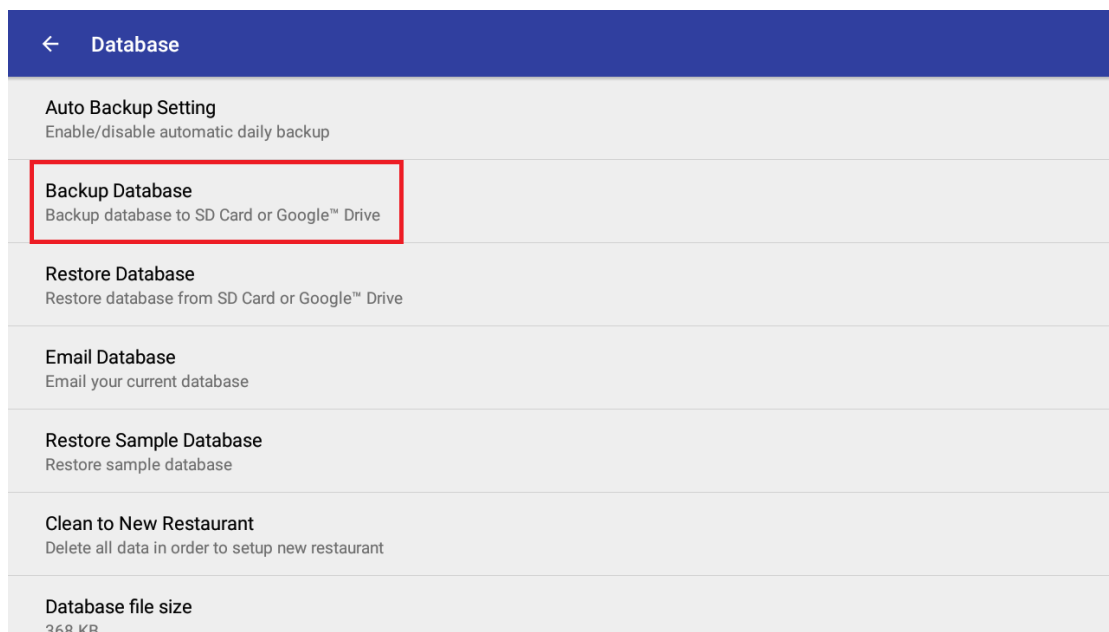 Database
Auto Backup Setting
Enable/disable automatic daily backup
Backup Database
Backup database to SD Card or Google™ Drive
Restore Database
Restore database from SD Card or Google™ Drive
Email Database
Email your current database
Restore Sample Database
Restore sample database
Clean to New Restaurant
Delete all data in order to setup new restaurant
Database file size
368 KB